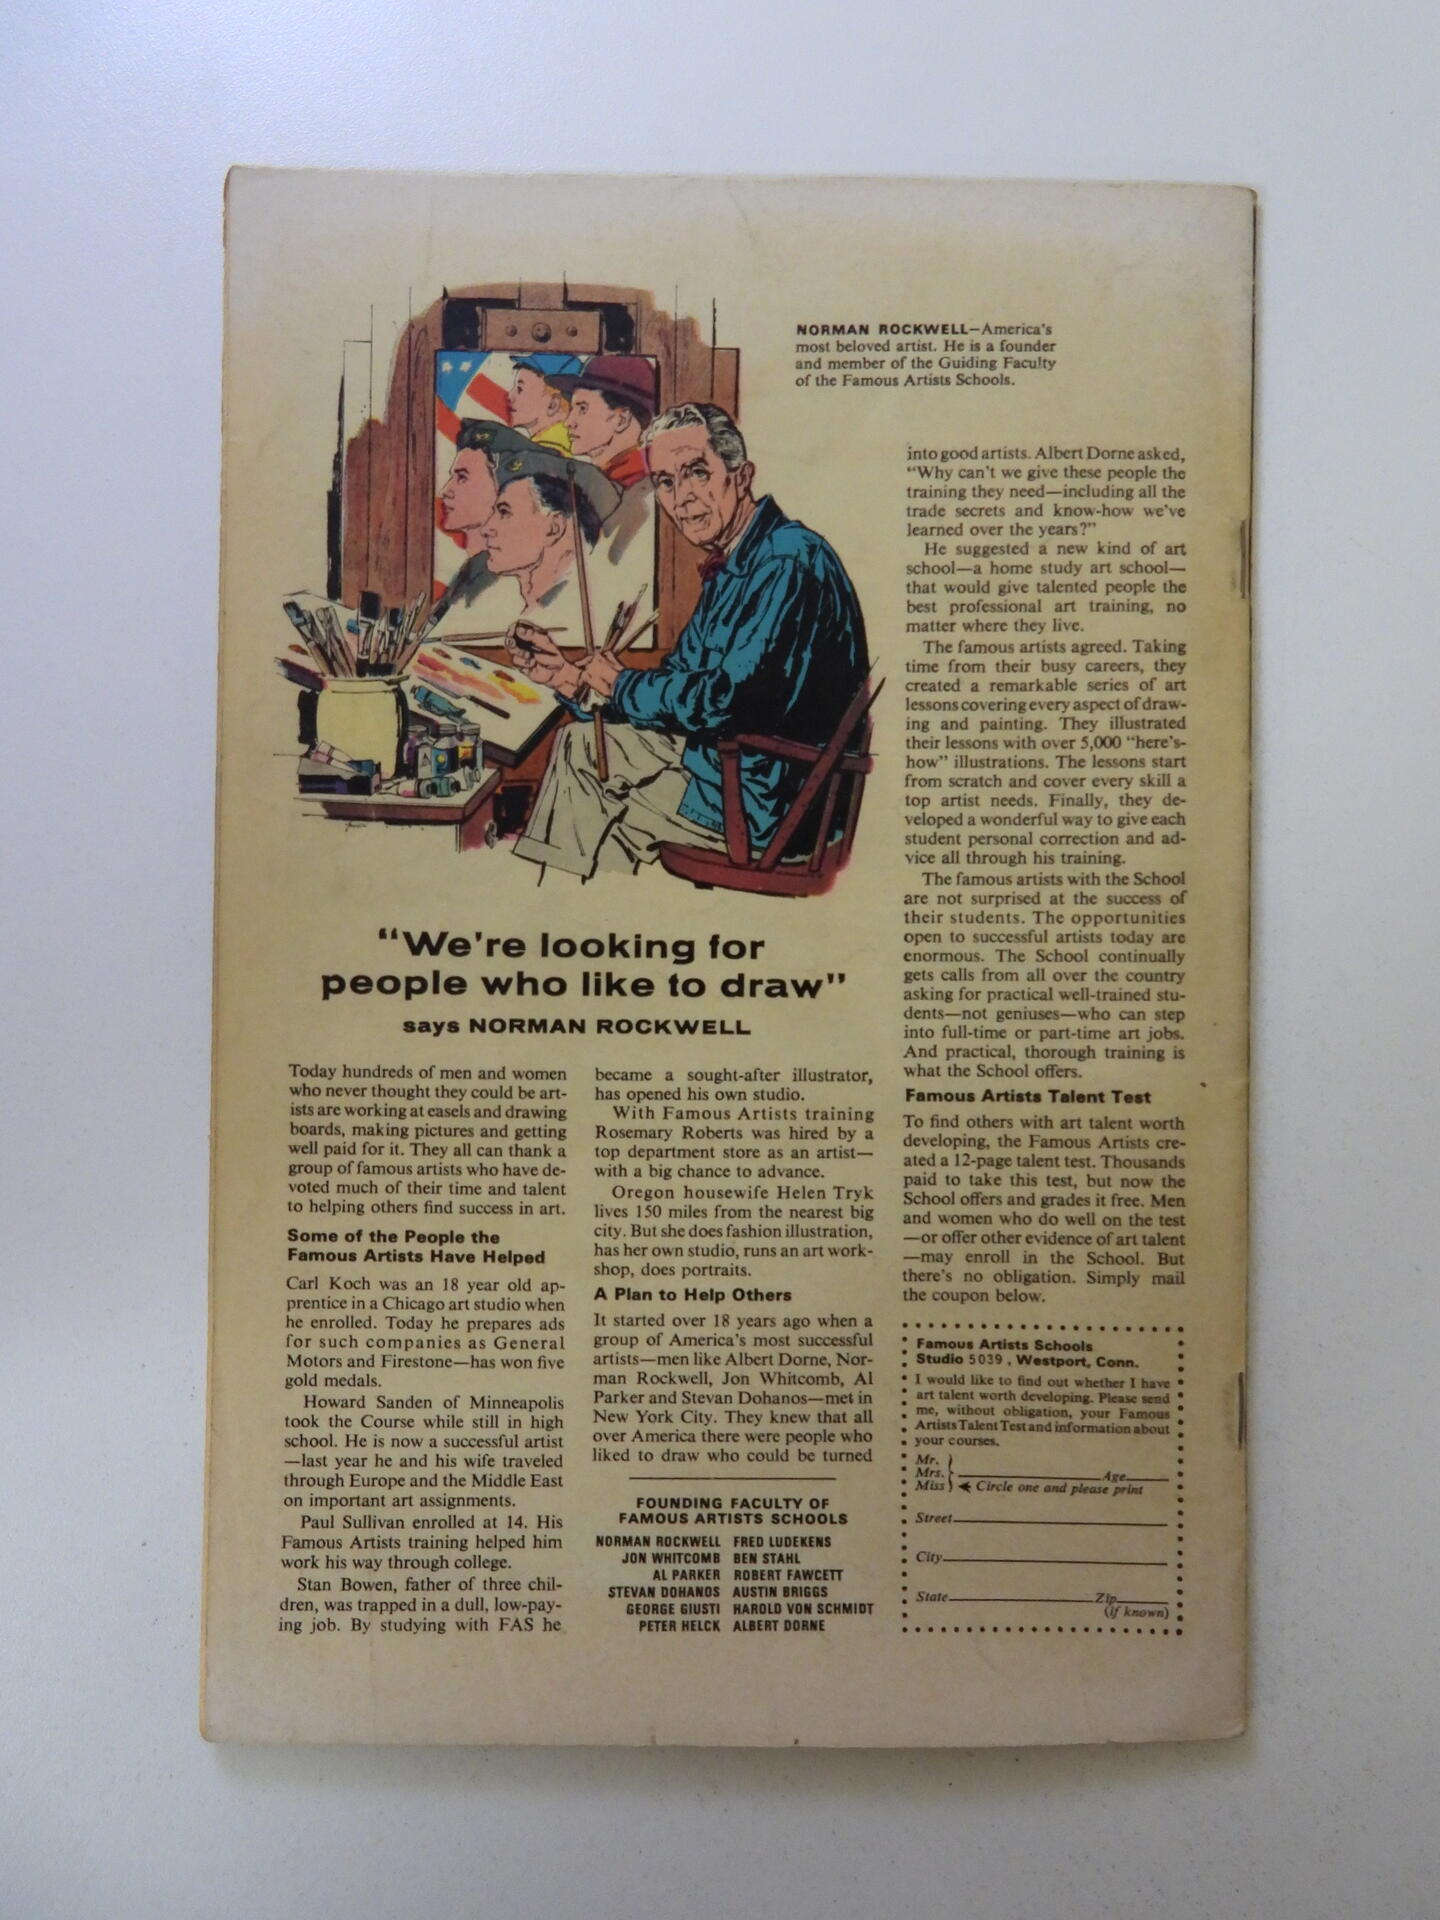 NORMAN ROCKWELL—America's
most beloved artist. He is a founder
and member of the Guiding Faculty
of the Famous Artists Schools.
"We're looking for
people who like to draw"
says NORMAN ROCKWELL
Today hundreds of men and women
who never thought they could be art-
ists are working at easels and drawing
boards, making pictures and getting
well paid for it. They all can thank a
group of famous artists who have de-
voted much of their time and talent
to helping others find success in art.
Some of the People the
Famous Artists Have Helped
Carl Koch was an 18 year old ap-
prentice in a Chicago art studio when
he enrolled. Today he prepares ads
for such companies as General
Motors and Firestone—has won five
gold medals.
Howard Sanden of Minneapolis
took the Course while still in high
school. He is now a successful artist
—last year he and his wife traveled
through Europe and the Middle East
on important art assignments.
Paul Sullivan enrolled at 14. His
Famous Artists training helped him
work his way through college.
Stan Bowen, father of three chil-
dren, was trapped in a dull, low-pay-
ing job. By studying with FAS he
became a sought-after illustrator,
has opened his own studio.
With Famous Artists training
Rosemary Roberts was hired by a
top department store as an artist—
with a big chance to advance.
Oregon housewife Helen Tryk
lives 150 miles from the nearest big
city. But she does fashion illustration,
has her own studio, runs an art work-
shop, does portraits.
A Plan to Help Others
It started over 18 years ago when a
group of America's most successful
artists—men like Albert Dorne, Nor-
man Rockwell, Jon Whitcomb, Al
Parker and Stevan Dohanos—met in
New York City. They knew that all
over America there were people who
liked to draw who could be turned
FOUNDING FACULTY OF
FAMOUS ARTISTS SCHOOLS
NORMAN ROCKWELL FRED LUDEKENS
JON WHITCOMB BEN STAHL
AL PARKER ROBERT FAWCETT
STEVAN DOHANOS AUSTIN BRIGGS
GEORGE GIUSTI HAROLD VON SCHMIDT
PETER HELCK ALBERT DORNE
into good artists. Albert Dorne asked,
"Why can't we give these people the
training they need—including all the
trade secrets and know-how we've
learned over the years?"
He suggested a new kind of art
school—a home study art school—
that would give talented people the
best professional art training, no
matter where they live.
The famous artists agreed. Taking
time from their busy careers, they
created a remarkable series of art
lessons covering every aspect of draw-
ing and painting. They illustrated
their lessons with over 5,000 "here's-
how" illustrations. The lessons start
from scratch and cover every skill a
top artist needs. Finally, they de-
veloped a wonderful way to give each
student personal correction and ad-
vice all through his training.
The famous artists with the School
are not surprised at the success of
their students. The opportunities
open to successful artists today are
enormous. The School continually
gets calls from all over the country
asking for practical well-trained stu-
dents—not geniuses—who can step
into full-time or part-time art jobs.
And practical, thorough training is
what the School offers.
Famous Artists Talent Test
To find others with art talent worth
developing, the Famous Artists cre-
ated a 12-page talent test. Thousands
paid to take this test, but now the
School offers and grades it free. Men
and women who do well on the test
—or offer other evidence of art talent
—may enroll in the School. But
there's no obligation. Simply mail
the coupon below.
Famous Artists Schools
Studio 5039 , Westport, Conn.
I would like to find out whether I have
art talent worth developing. Please send
me, without obligation, your Famous
Artists Talent Test and information about
your courses.
Mr.
Mrs. Age
Miss Circle one and please print
Street
City
State Zip
(if known)